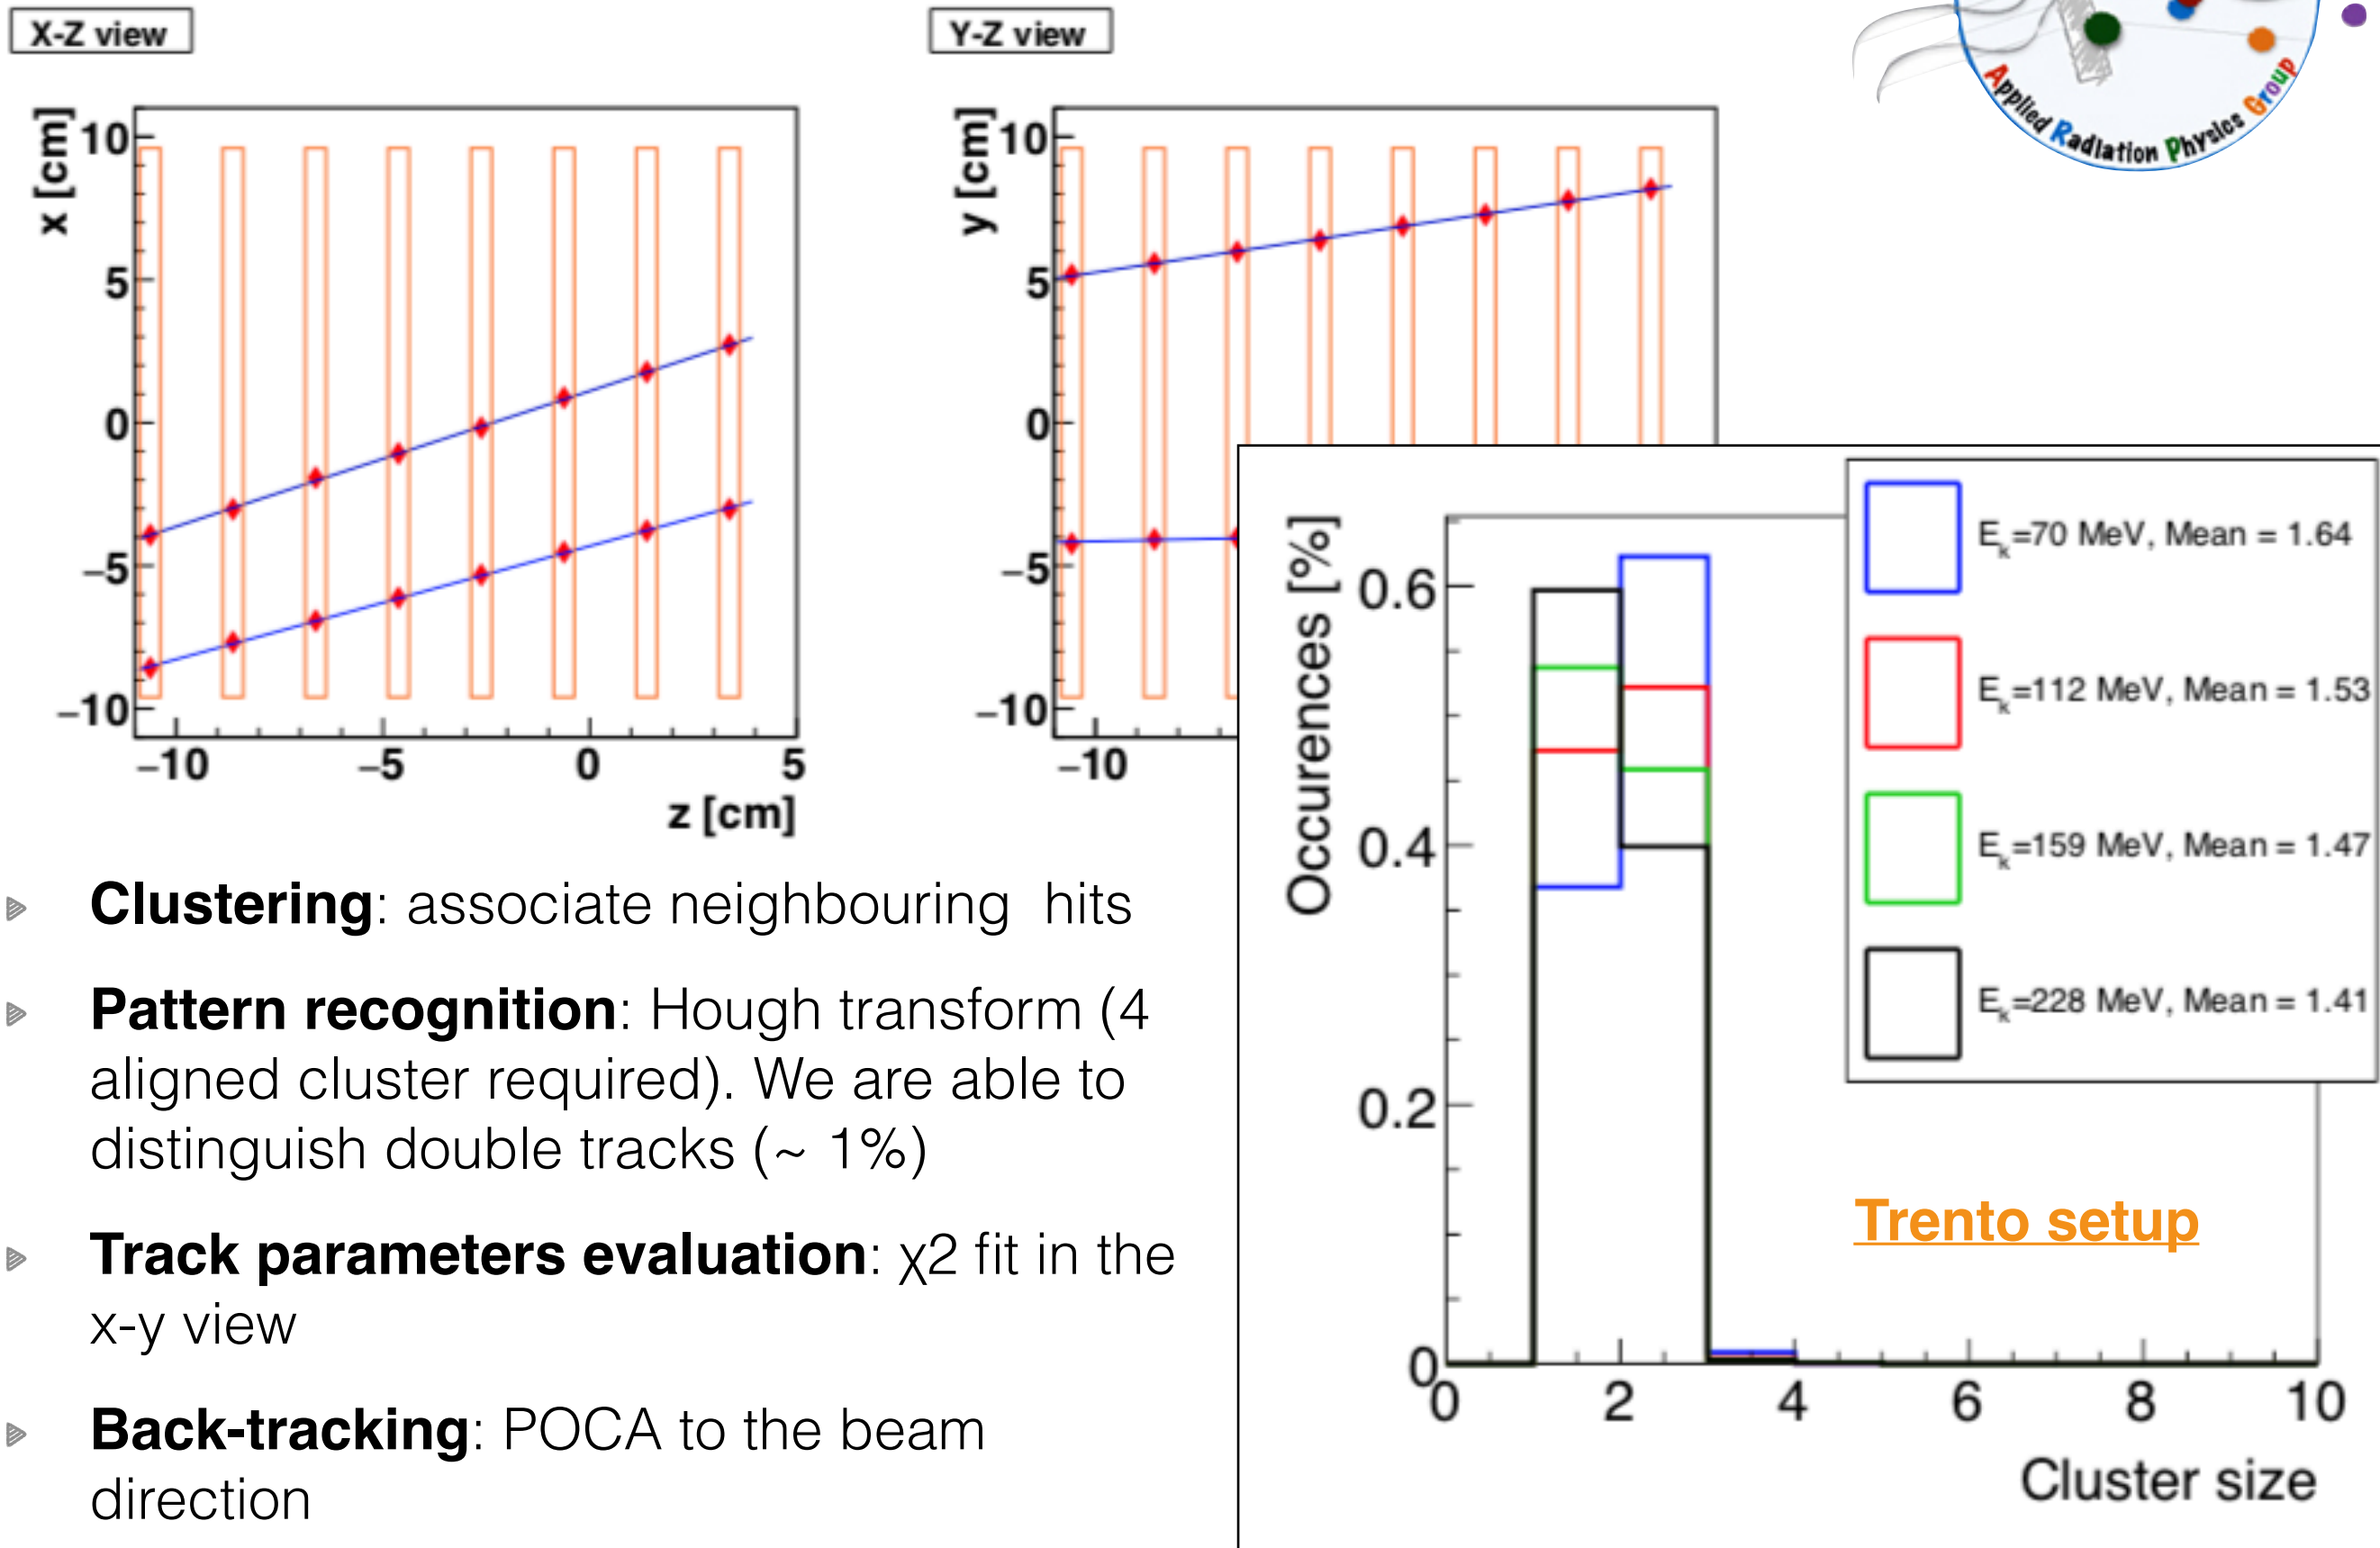 X-Z view
Y-Z view
Applied Radiation Physics Group
x [cm]
10
5
0
−5
−10
−10
−5
0
5
z [cm]
y [cm]
10
5
0
−5
−10
−10
Occurences [%]
0.6
0.4
0.2
0
0
2
4
6
8
10
Cluster size
Ek=70 MeV, Mean = 1.64
Ek=112 MeV, Mean = 1.53
Ek=159 MeV, Mean = 1.47
Ek=228 MeV, Mean = 1.41
Trento setup
Clustering: associate neighbouring hits
Pattern recognition: Hough transform (4
aligned cluster required). We are able to
distinguish double tracks (~ 1%)
Track parameters evaluation: χ2 fit in the
x-y view
Back-tracking: POCA to the beam
direction